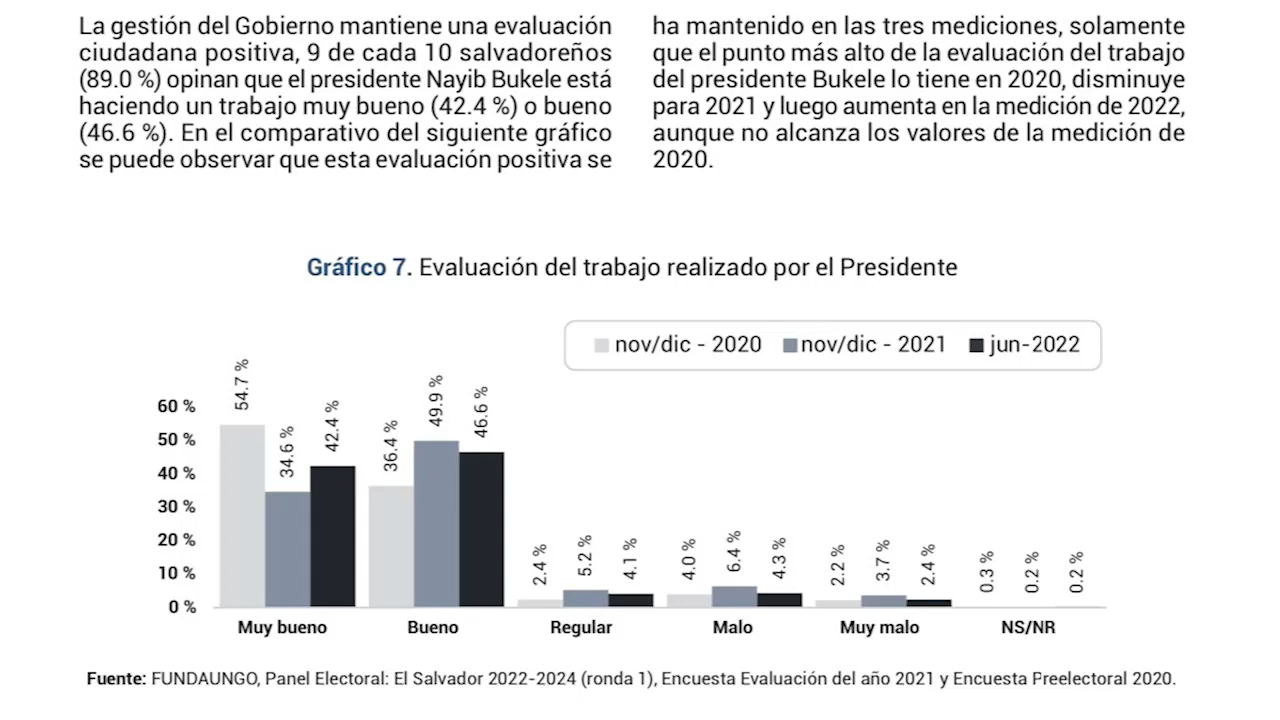 La gestión del Gobierno mantiene una evaluación
ciudadana positiva, 9 de cada 10 salvadoreños
(89.0 %) opinan que el presidente Nayib Bukele está
haciendo un trabajo muy bueno (42.4 %) o bueno
(46.6 %). En el comparativo del siguiente gráfico
se puede observar que esta evaluación positiva se
ha mantenido en las tres mediciones, solamente
que el punto más alto de la evaluación del trabajo
del presidente Bukele lo tiene en 2020, disminuye
para 2021 y luego aumenta en la medición de 2022,
aunque no alcanza los valores de la medición de
2020.
Gráfico 7. Evaluación del trabajo realizado por el Presidente
nov/dic - 2020 nov/dic - 2021 jun-2022
60 %
50 %
40 %
30 %
20 %
10 %
0 %
54.7 % 34.6 % 42.4 %
36.4 % 49.9 % 46.6 %
2.4 % 5.2 % 4.1 %
4.0 % 6.4 % 4.3 %
2.2 % 3.7 % 2.4 %
0.3 % 0.2 % 0.2 %
Muy bueno Bueno Regular Malo Muy malo NS/NR
Fuente: FUNDAUNGO, Panel Electoral: El Salvador 2022-2024 (ronda 1), Encuesta Evaluación del año 2021 y Encuesta Preelectoral 2020.